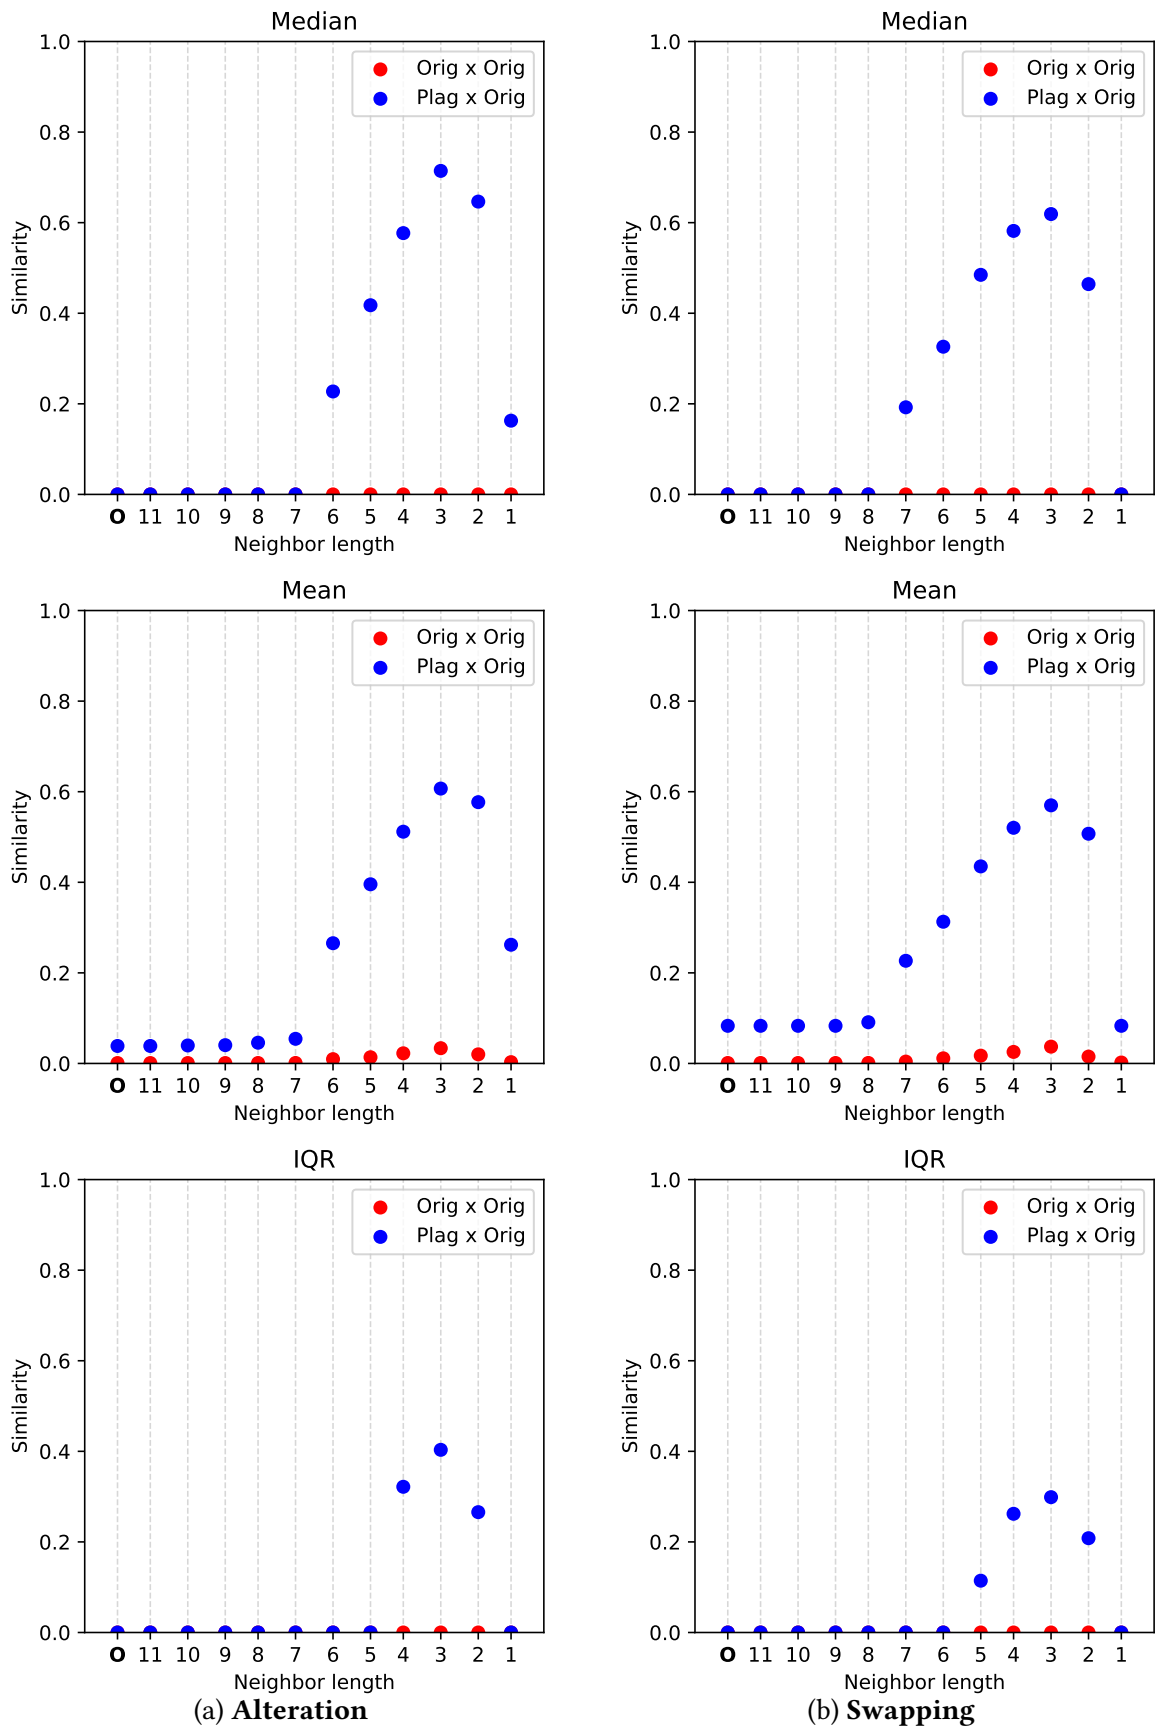 Median
1.0
0.8
0.6
0.4
0.2
0.0
Similarity
Orig x Orig
Plag x Orig
O 11 10 9 8 7 6 5 4 3 2 1
Neighbor length
Median
1.0
0.8
0.6
0.4
0.2
0.0
Similarity
Orig x Orig
Plag x Orig
O 11 10 9 8 7 6 5 4 3 2 1
Neighbor length
Mean
1.0
0.8
0.6
0.4
0.2
0.0
Similarity
Orig x Orig
Plag x Orig
O 11 10 9 8 7 6 5 4 3 2 1
Neighbor length
Mean
1.0
0.8
0.6
0.4
0.2
0.0
Similarity
Orig x Orig
Plag x Orig
O 11 10 9 8 7 6 5 4 3 2 1
Neighbor length
IQR
1.0
0.8
0.6
0.4
0.2
0.0
Similarity
Orig x Orig
Plag x Orig
O 11 10 9 8 7 6 5 4 3 2 1
Neighbor length
(a) Alteration
IQR
1.0
0.8
0.6
0.4
0.2
0.0
Similarity
Orig x Orig
Plag x Orig
O 11 10 9 8 7 6 5 4 3 2 1
Neighbor length
(b) Swapping